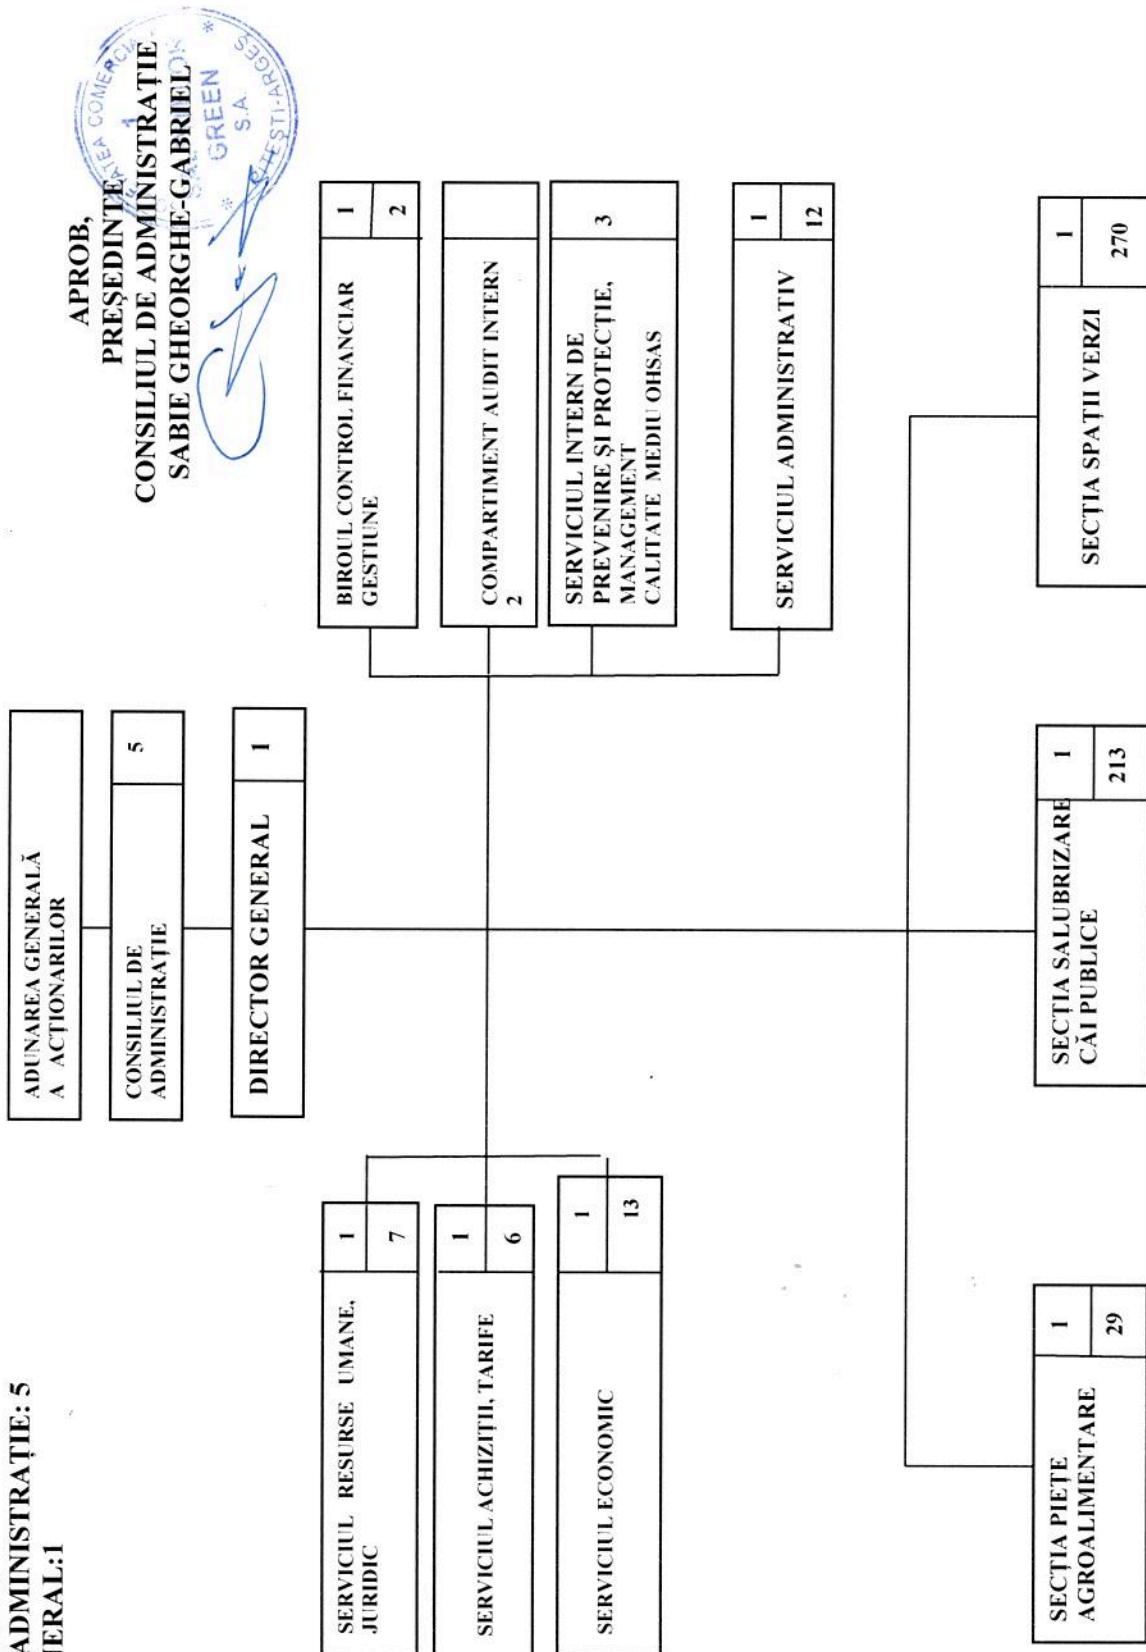 APROB,
PREȘEDINTE
CONSILIUL DE ADMINISTRAȚIE
SABIE GHEORGHE-GABRIEL
GREEN
S.A.
ADMINISTRAȚIE: 5
ADUNAREA GENERALĂ
A ACȚIONARILOR
CONSILIUL DE
ADMINISTRAȚIE
5
DIRECTOR GENERAL
1
SERVICIUL RESURSE UMANE,
JURIDIC
1
7
SERVICIUL ACHIZIȚII, TARIFE
1
6
SERVICIUL ECONOMIC
1
13
BIROUL CONTROL FINANCIAR
GESTIUNE
1
2
COMPARTIMENT AUDIT INTERN
2
SERVICIUL INTERN DE
PREVENIRE ȘI PROTECȚIE,
MANAGEMENT
CALITATE MEDIU OHSAS
3
SERVICIUL ADMINISTRATIV
1
12
SECȚIA PIEȚE
AGROALIMENTARE
1
29
SECȚIA SALUBRIZARE
CĂI PUBLICE
1
213
SECȚIA SPAȚII VERZI
1
270